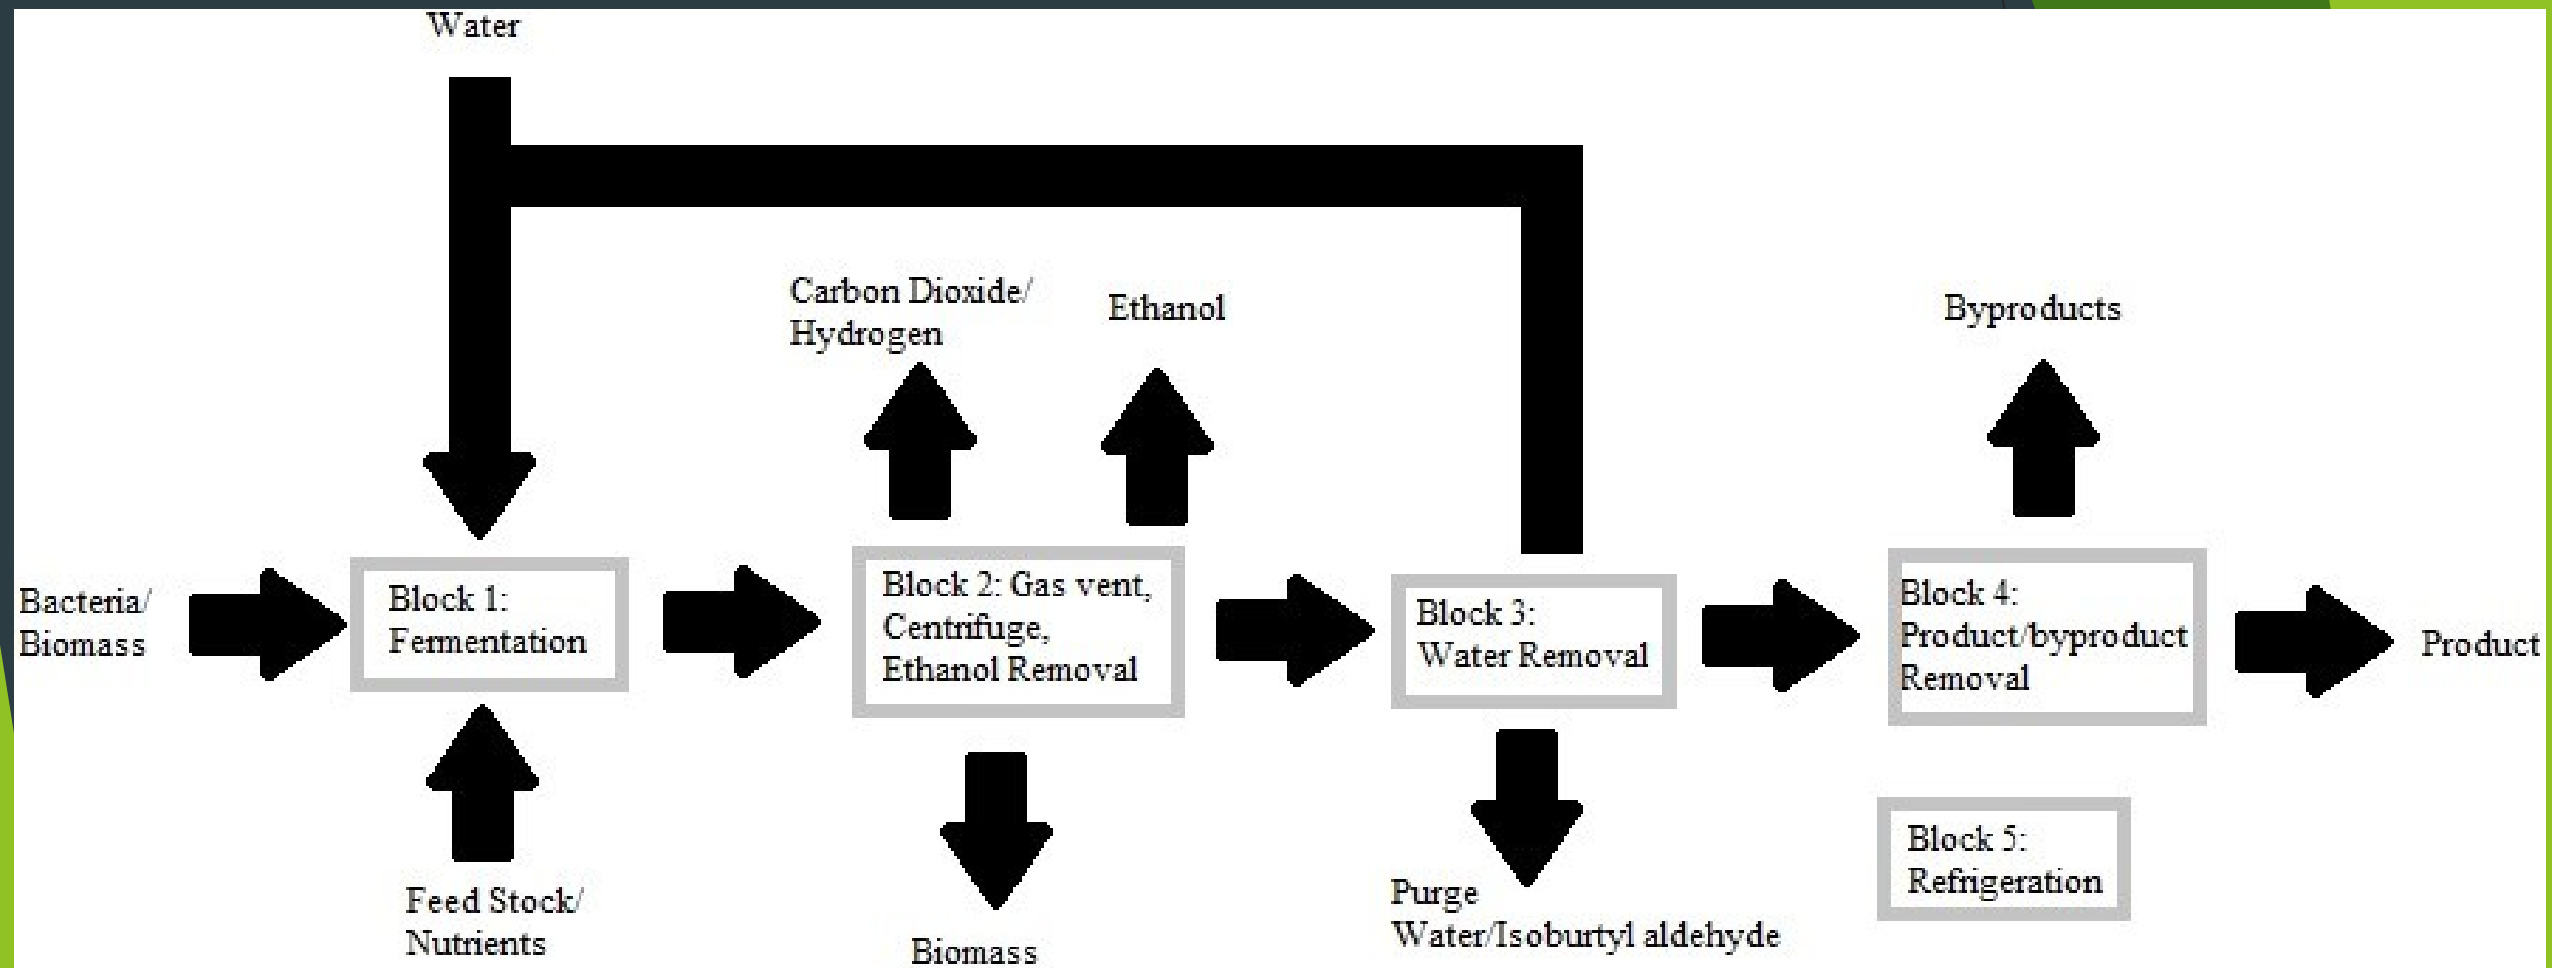 Water
Carbon Dioxide/
Hydrogen
Ethanol
Byproducts
Bacteria/
Biomass
Block 1:
Fermentation
Block 2: Gas vent,
Centrifuge,
Ethanol Removal
Block 3:
Water Removal
Block 4:
Product/byproduct
Removal
Product
Feed Stock/
Nutrients
Biomass
Purge
Water/Isoburtyl aldehyde
Block 5:
Refrigeration